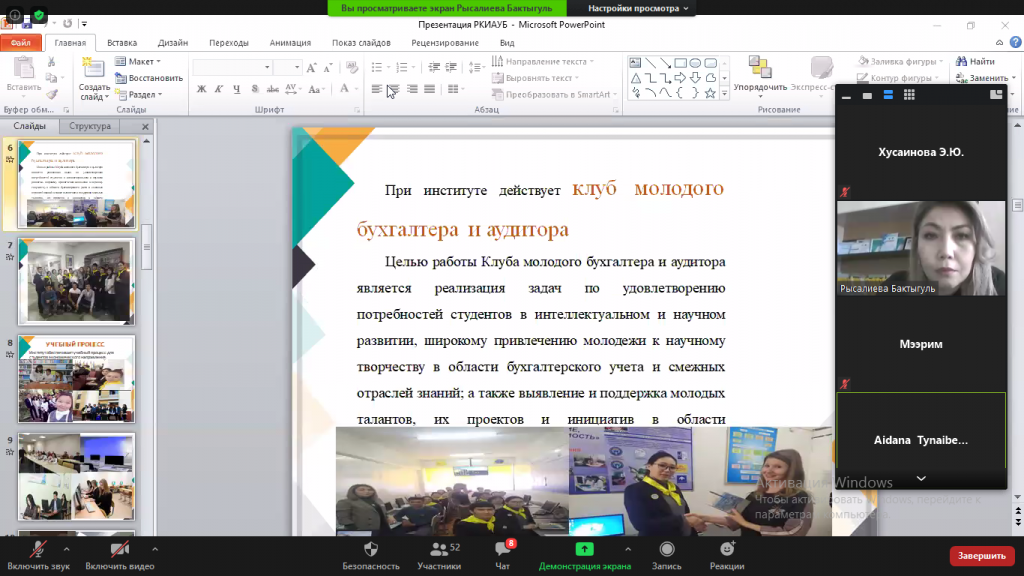 Вы просматриваете экран Рысалиева Бактыгуль
Настройки просмотра
Презентация РКИАУБ - Microsoft PowerPoint
Файл
Главная
Вставка
Дизайн
Переходы
Анимация
Показ слайдов
Рецензирование
Вид
Вставить
Создать слайд
Макет
Восстановить
Раздел
Ж К Ч S abc AV Aa A
Направление текста
Выровнять текст
Преобразовать в SmartArt
Упорядочить
Экспресс-с
Заливка фигуры
Контур фигуры
Найти
Заменить
Буфер обм...
Слайды
Шрифт
Абзац
Рисование
Слайды
Структура
6
7
8
УЧЕБНЫЙ ПРОЦЕСС
9
При институте действует клуб молодого
бухгалтера и аудитора
Целью работы Клуба молодого бухгалтера и аудитора
является реализация задач по удовлетворению
потребностей студентов в интеллектуальном и научном
развитии, широкому привлечению молодежи к научному
творчеству в области бухгалтерского учета и смежных
отраслей знаний; а также выявление и поддержка молодых
талантов, их проектов и инициатив в области
Хусаинова Э.Ю.
Рысалиева Бактыгуль
Мээрим
Aidana Tynaibe...
Активация Windows
Чтобы активировать Windows, перейдите к
параметрам компьютера.
Включить звук
Включить видео
Безопасность
52
Участники
8
Чат
Демонстрация экрана
Запись
Реакции
Завершить